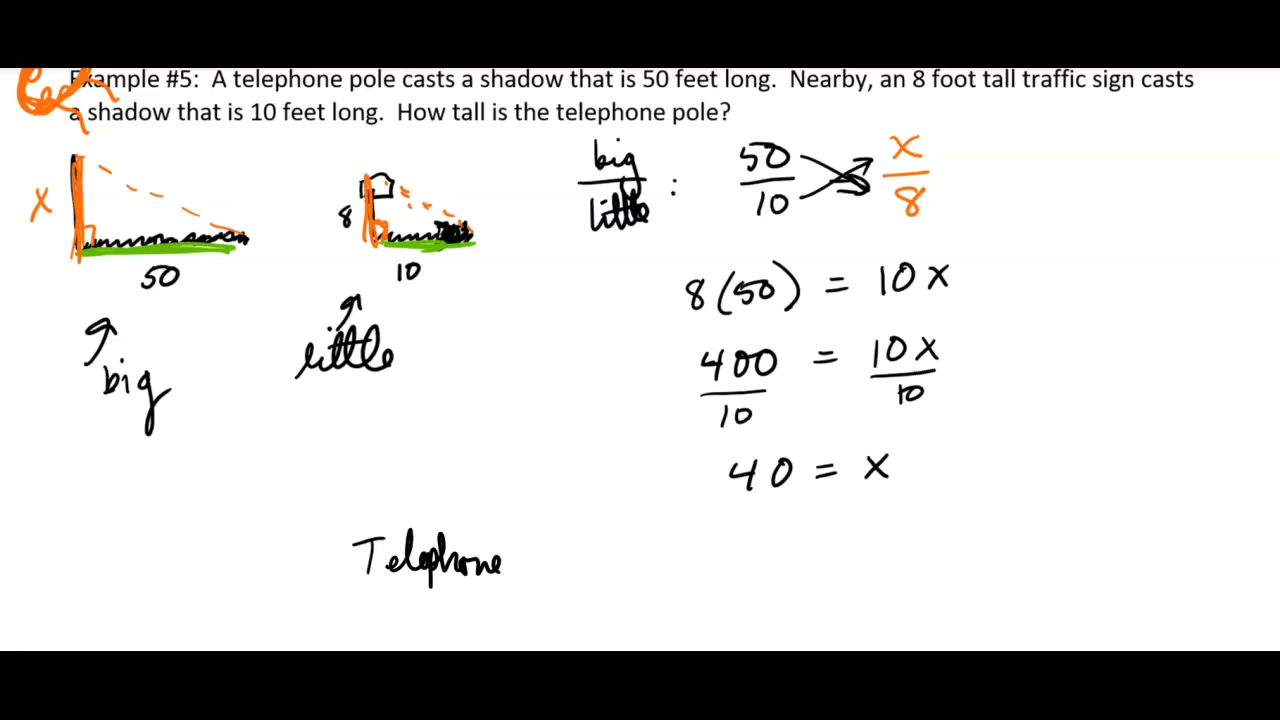 Example #5: A telephone pole casts a shadow that is 50 feet long. Nearby, an 8 foot tall traffic sign casts
a shadow that is 10 feet long. How tall is the telephone pole?
x
50
big
8
10
little
big
little
:
50
10
x
8
8(50) = 10x
400 = 10x
10 10
40 = x
Telephone